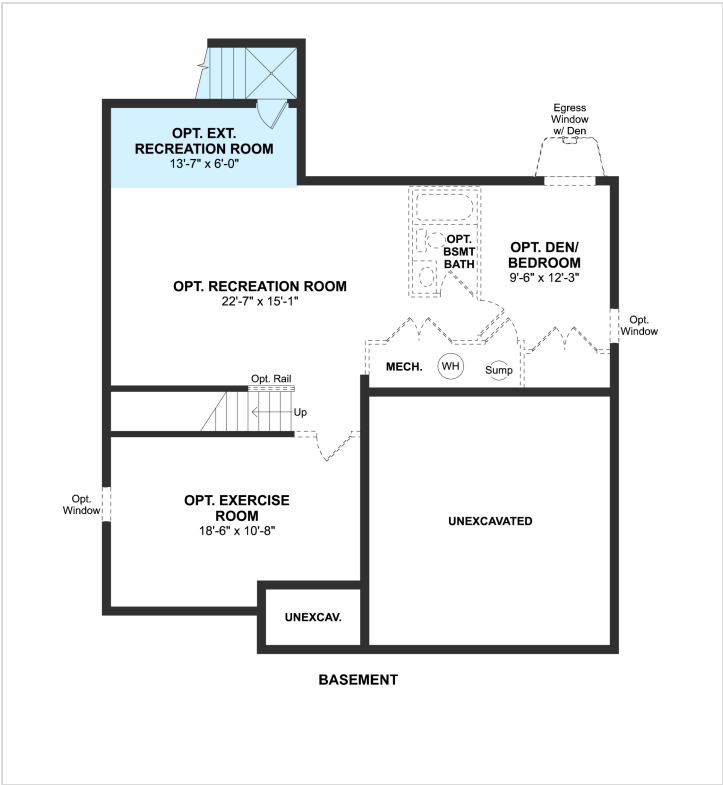 Egress
Window
w/ Den
OPT. EXT.
RECREATION ROOM
13'-7" x 6'-0"
OPT.
BSMT
BATH
OPT. DEN/
BEDROOM
9'-6" x 12'-3"
OPT. RECREATION ROOM
22'-7" x 15'-1"
Opt.
Window
MECH.
WH
Sump
Opt. Rail
Up
OPT. EXERCISE
ROOM
18'-6" x 10'-8"
Opt.
Window
UNEXCAVATED
UNEXCAV.
BASEMENT